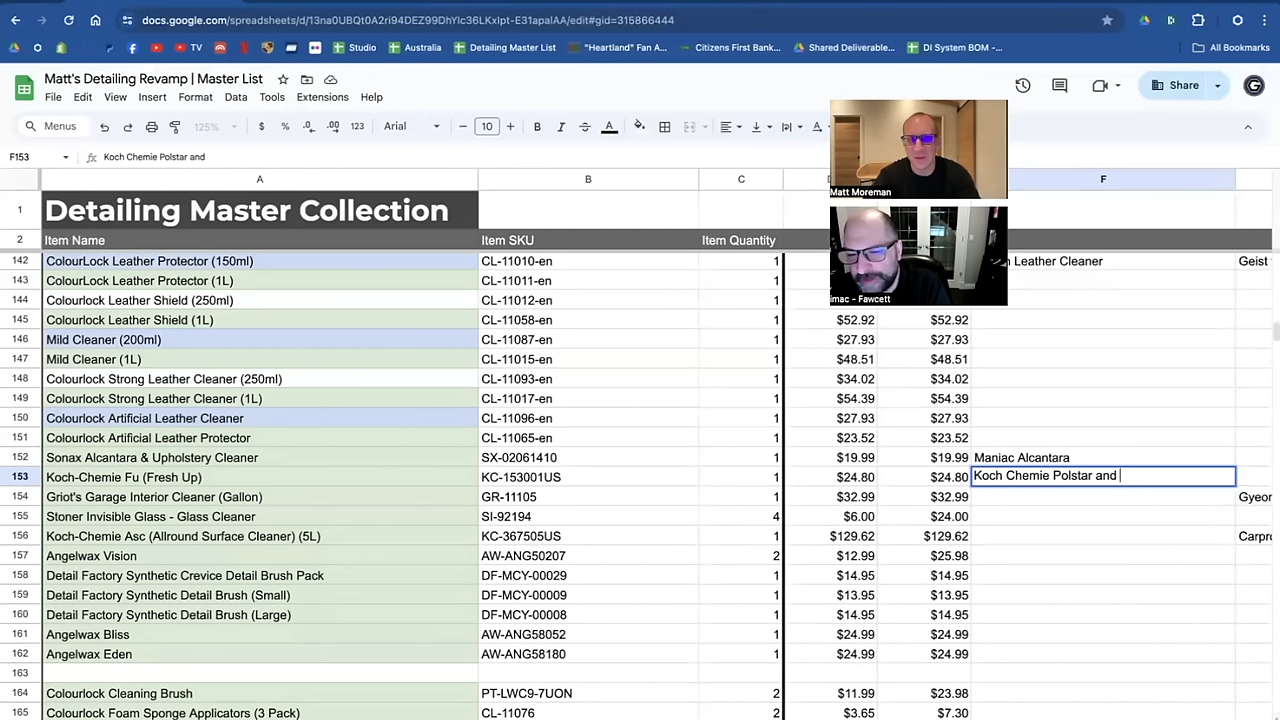 docs.google.com/spreadsheets/d/13na0UBQt0A2ri94DEZ99DhYlc36LKxlpt-E31apalAA/edit#gid=315866444
TV Studio Australia Detailing Master List "Heartland" Fan A... Citizens First Bank... Shared Deliverable... DI System BOM –... All Bookmarks
Matt's Detailing Revamp | Master List
File Edit View Insert Format Data Tools Extensions Help
Share
Menus 125% $ % .0 .00 123 Arial 10 B I A A
F153 fx Koch Chemie Polstar and
A B C F
1 Detailing Master Collection
2 Item Name Item SKU Item Quantity
142 ColourLock Leather Protector (150ml) CL-11010-en 1 Leather Cleaner Geist
143 ColourLock Leather Protector (1L) CL-11011-en 1
144 Colourlock Leather Shield (250ml) CL-11012-en 1
145 Colourlock Leather Shield (1L) CL-11058-en 1 $52.92 $52.92
146 Mild Cleaner (200ml) CL-11087-en 1 $27.93 $27.93
147 Mild Cleaner (1L) CL-11015-en 1 $48.51 $48.51
148 Colourlock Strong Leather Cleaner (250ml) CL-11093-en 1 $34.02 $34.02
149 Colourlock Strong Leather Cleaner (1L) CL-11017-en 1 $54.39 $54.39
150 Colourlock Artificial Leather Cleaner CL-11096-en 1 $27.93 $27.93
151 Colourlock Artificial Leather Protector CL-11065-en 1 $23.52 $23.52
152 Sonax Alcantara & Upholstery Cleaner SX-02061410 1 $19.99 $19.99 Maniac Alcantara
153 Koch-Chemie Fu (Fresh Up) KC-153001US 1 $24.80 $24.80 Koch Chemie Polstar and
154 Griot's Garage Interior Cleaner (Gallon) GR-11105 1 $32.99 $32.99 Gyeon
155 Stoner Invisible Glass - Glass Cleaner SI-92194 4 $6.00 $24.00
156 Koch-Chemie Asc (Allround Surface Cleaner) (5L) KC-367505US 1 $129.62 $129.62 Carpro
157 Angelwax Vision AW-ANG50207 2 $12.99 $25.98
158 Detail Factory Synthetic Crevice Detail Brush Pack DF-MCY-00029 1 $14.95 $14.95
159 Detail Factory Synthetic Detail Brush (Small) DF-MCY-00009 1 $13.95 $13.95
160 Detail Factory Synthetic Detail Brush (Large) DF-MCY-00008 1 $14.95 $14.95
161 Angelwax Bliss AW-ANG58052 1 $24.99 $24.99
162 Angelwax Eden AW-ANG58180 1 $24.99 $24.99
163
164 Colourlock Cleaning Brush PT-LWC9-7UON 2 $11.99 $23.98
165 Colourlock Foam Sponge Applicators (3 Pack) CL-11076 2 $3.65 $7.30
Matt Moreman
imac - Fawcett